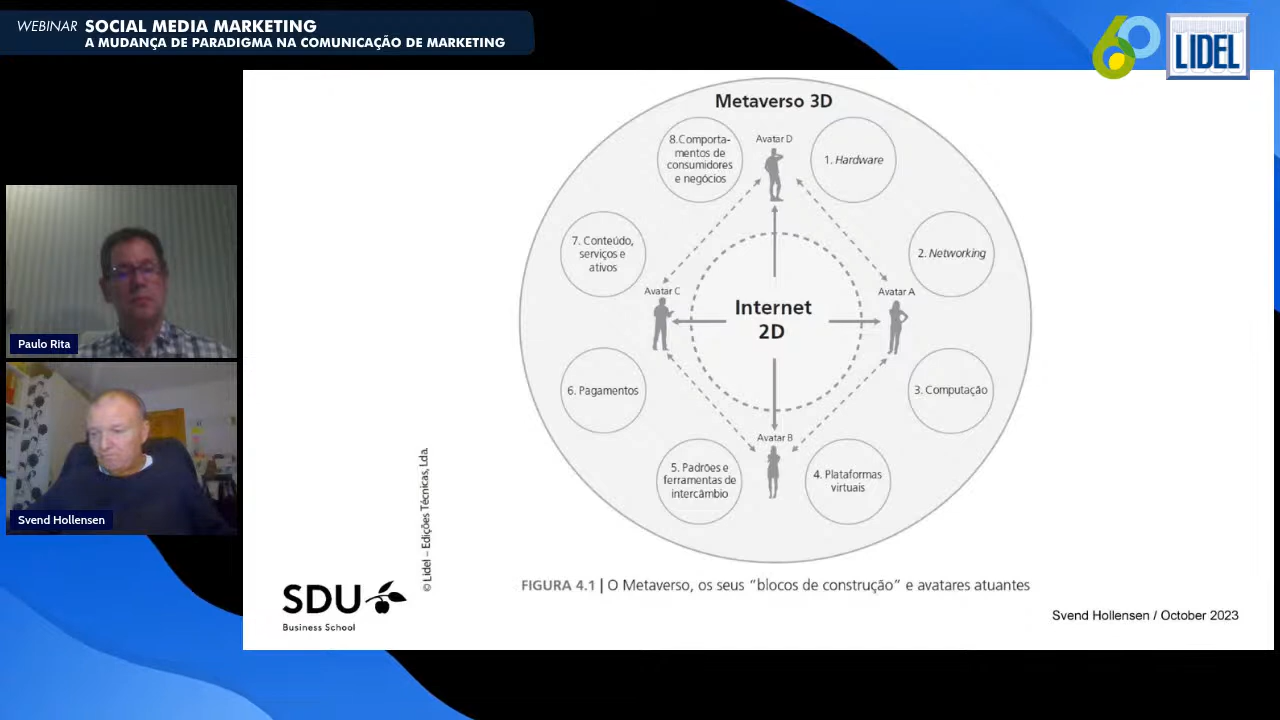 WEBINAR SOCIAL MEDIA MARKETING
A MUDANÇA DE PARADIGMA NA COMUNICAÇÃO DE MARKETING
60
LIDEL
Metaverso 3D
8. Comporta-
mentos de
consumidores
e negócios
Avatar D
1. Hardware
7. Conteúdo,
serviços e
ativos
2. Networking
Avatar C
Avatar A
Internet
2D
6. Pagamentos
3. Computação
Avatar B
5. Padrões e
ferramentas de
intercâmbio
4. Plataformas
virtuais
Paulo Rita
Svend Hollensen
© Lidel – Edições Técnicas, Lda.
FIGURA 4.1 | O Metaverso, os seus “blocos de construção” e avatares atuantes
SDU
Business School
Svend Hollensen / October 2023